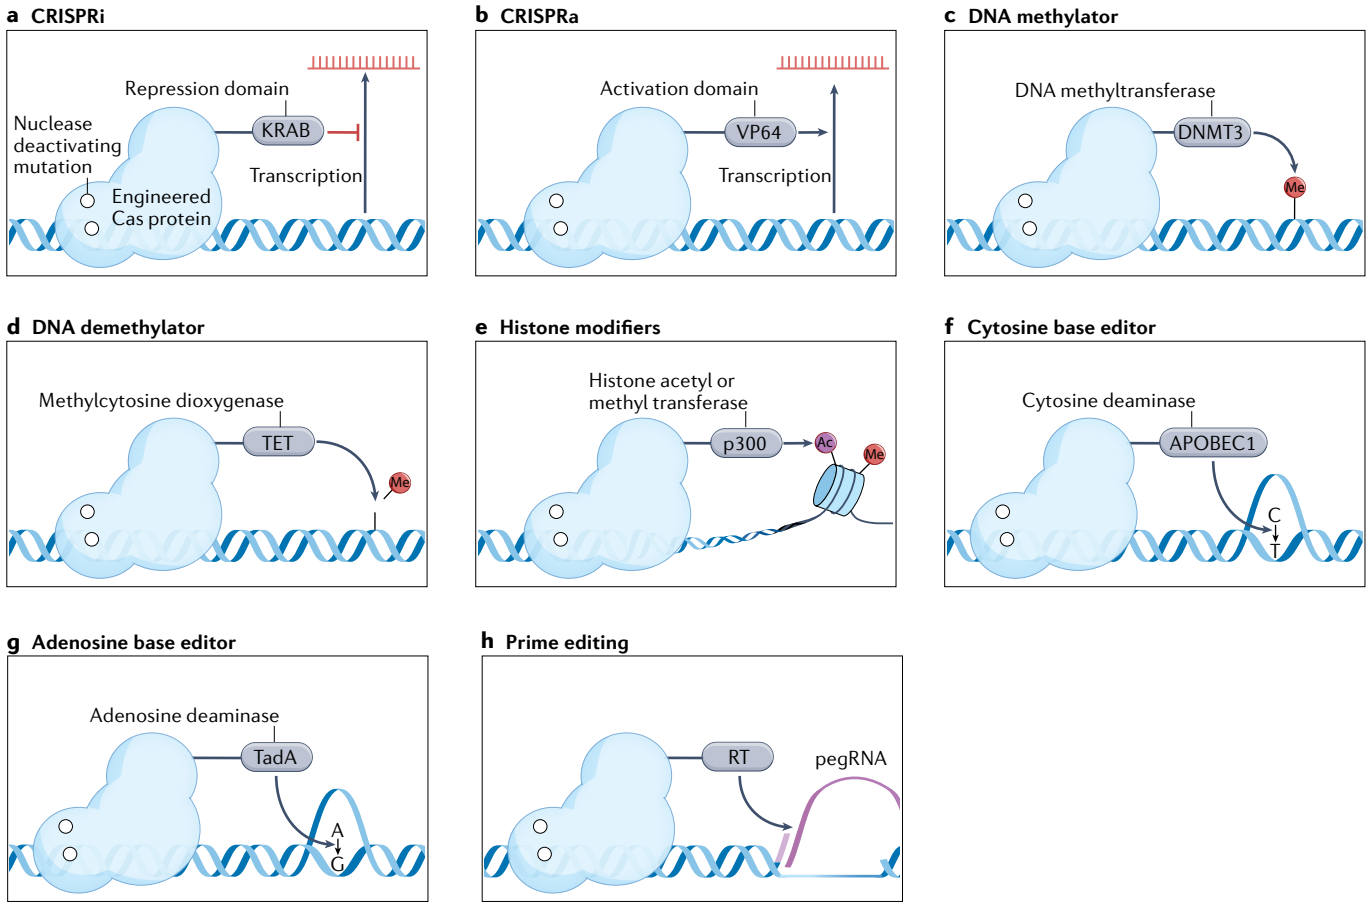 a CRISPRi
Repression domain
KRAB
Nuclease
deactivating
mutation
Transcription
Engineered
Cas protein
b CRISPRa
Activation domain
VP64
Transcription
c DNA methylator
DNA methyltransferase
DNMT3
Me
d DNA demethylator
Methylcytosine dioxygenase
TET
Me
e Histone modifiers
Histone acetyl or
methyl transferase
p300
Ac
Me
f Cytosine base editor
Cytosine deaminase
APOBEC1
C
T
g Adenosine base editor
Adenosine deaminase
TadA
A
G
h Prime editing
RT
pegRNA